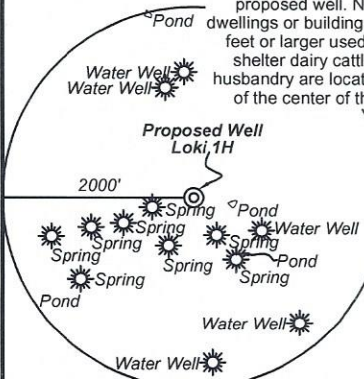 proposed well. N
dwellings or building
feet or larger used
shelter dairy cattl
husbandry are locat
of the center of th
Pond
Water Well
Water Well
Proposed Well
Loki 1H
2000'
Spring
Pond
Spring
Water Well
Spring
Spring
Spring
Spring
Pond
Spring
Spring
Pond
Water Well
Water Well